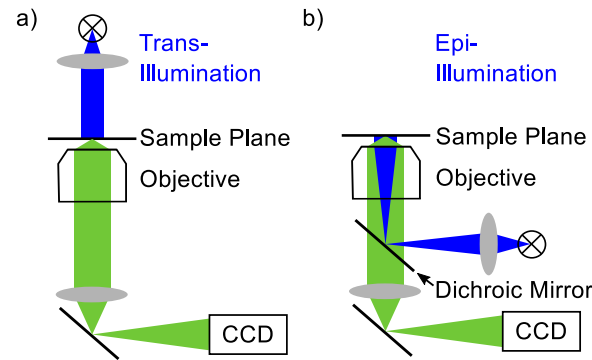 a)
Trans-
Illumination
Sample Plane
Objective
CCD
b)
Epi-
Illumination
Sample Plane
Objective
Dichroic Mirror
CCD